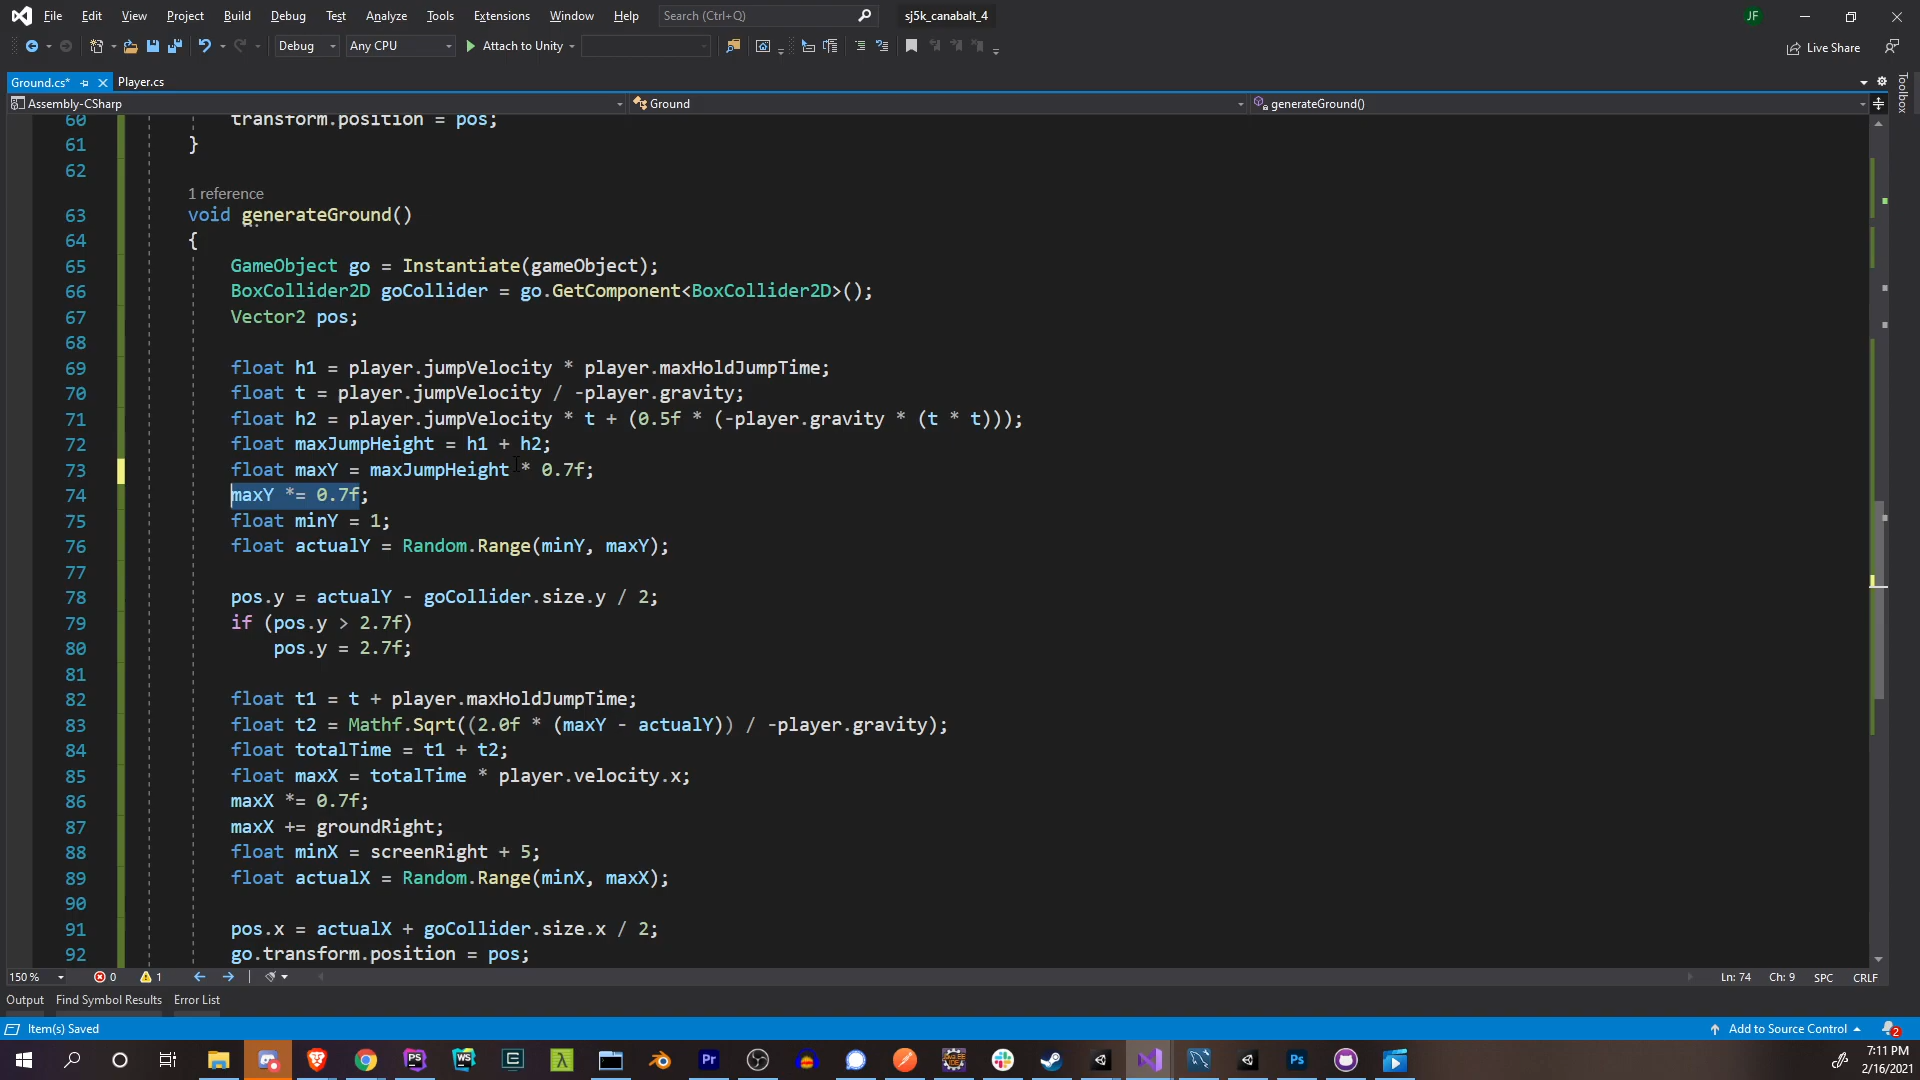 File Edit View Project Build Debug Test Analyze Tools Extensions Window Help Search (Ctrl+Q) sj5k_canabalt_4 JF
Debug Any CPU Attach to Unity Live Share
Ground.cs* Player.cs
Toolbox
Assembly-CSharp Ground generateGround()
60 transform.position = pos;
61 }
62
1 reference
63 void generateGround()
64 {
65 GameObject go = Instantiate(gameObject);
66 BoxCollider2D goCollider = go.GetComponent<BoxCollider2D>();
67 Vector2 pos;
68
69 float h1 = player.jumpVelocity * player.maxHoldJumpTime;
70 float t = player.jumpVelocity / -player.gravity;
71 float h2 = player.jumpVelocity * t + (0.5f * (-player.gravity * (t * t)));
72 float maxJumpHeight = h1 + h2;
73 float maxY = maxJumpHeight * 0.7f;
74 maxY *= 0.7f;
75 float minY = 1;
76 float actualY = Random.Range(minY, maxY);
77
78 pos.y = actualY - goCollider.size.y / 2;
79 if (pos.y > 2.7f)
80 pos.y = 2.7f;
81
82 float t1 = t + player.maxHoldJumpTime;
83 float t2 = Mathf.Sqrt((2.0f * (maxY - actualY)) / -player.gravity);
84 float totalTime = t1 + t2;
85 float maxX = totalTime * player.velocity.x;
86 maxX *= 0.7f;
87 maxX += groundRight;
88 float minX = screenRight + 5;
89 float actualX = Random.Range(minX, maxX);
90
91 pos.x = actualX + goCollider.size.x / 2;
92 go.transform.position = pos;
150 % 0 1 Ln: 74 Ch: 9 SPC CRLF
Output Find Symbol Results Error List
Item(s) Saved Add to Source Control 2
7:11 PM
2/16/2021